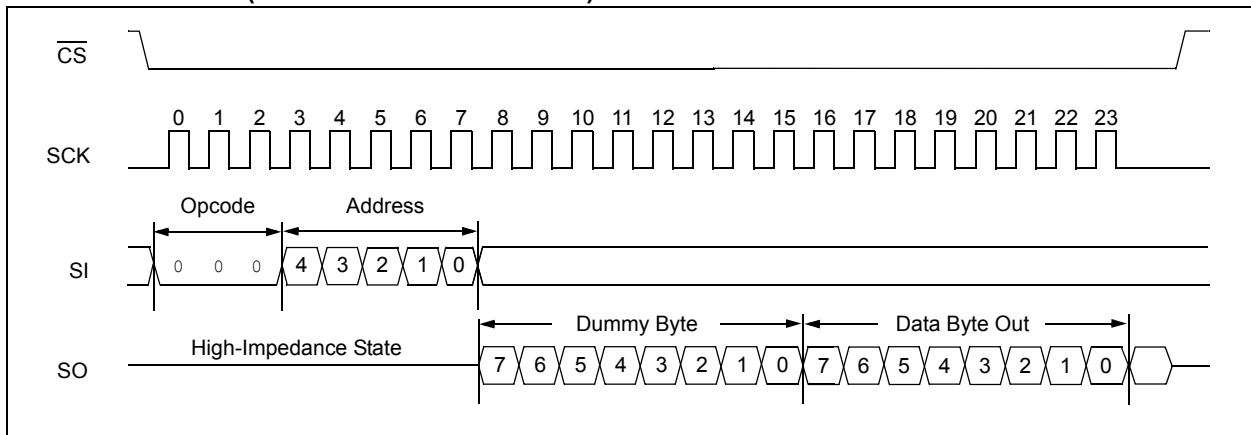 CS
0 1 2 3 4 5 6 7 8 9 10 11 12 13 14 15 16 17 18 19 20 21 22 23
SCK
Opcode Address
SI 0 0 0 4 3 2 1 0
Dummy Byte Data Byte Out
High-Impedance State
SO 7 6 5 4 3 2 1 0 7 6 5 4 3 2 1 0